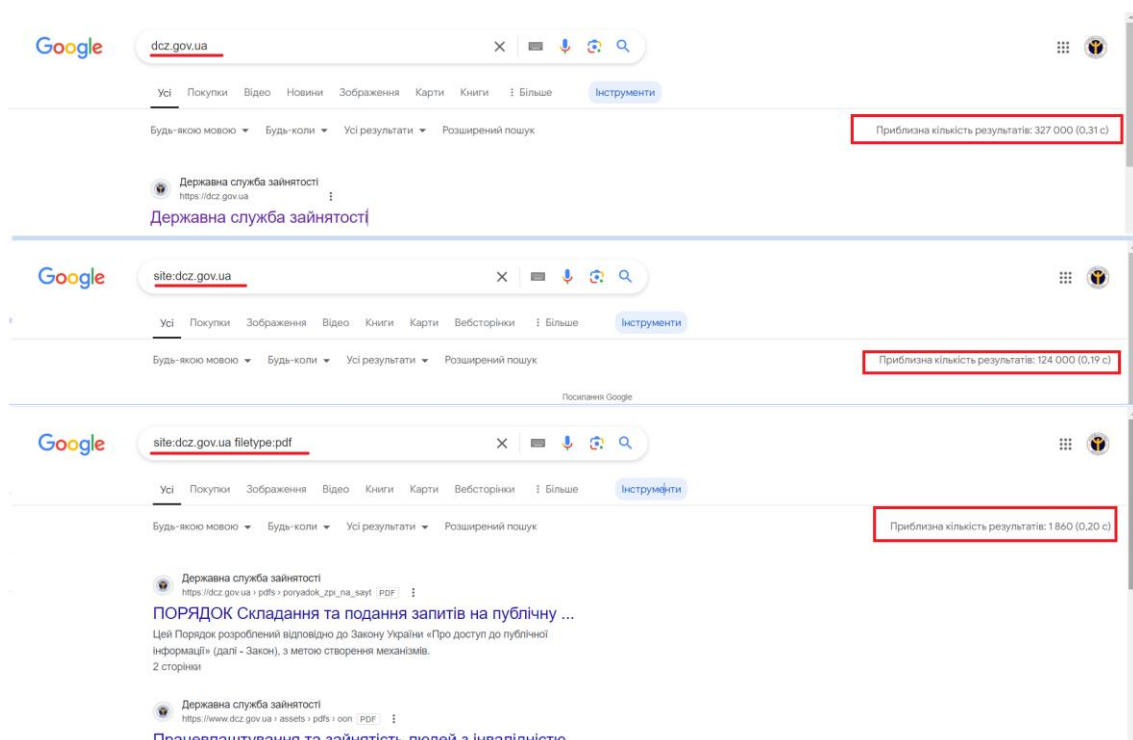 Google
dcz.gov.ua
Усі Покупки Відео Новини Зображення Карти Книги Більше Інструменти
Будь-якою мовою Будь-коли Усі результати Розширений пошук Приблизна кількість результатів: 327 000 (0,31 с)
Державна служба зайнятості
https://dcz.gov.ua
Державна служба зайнятості
Google
site:dcz.gov.ua
Усі Покупки Зображення Відео Книги Карти Вебсторінки Більше Інструменти
Будь-якою мовою Будь-коли Усі результати Розширений пошук Приблизна кількість результатів: 124 000 (0,19 с)
Посилання Google
Google
site:dcz.gov.ua filetype:pdf
Усі Покупки Зображення Відео Книги Карти Вебсторінки Більше Інструменти
Будь-якою мовою Будь-коли Усі результати Розширений пошук Приблизна кількість результатів: 1 860 (0,20 с)
Державна служба зайнятості
https://dcz.gov.ua › pdfs › poryadok_zpi_na_sayt PDF
ПОРЯДОК Складання та подання запитів на публічну ...
Цей Порядок розроблений відповідно до Закону України «Про доступ до публічної
інформації» (далі - Закон), з метою створення механізмів.
2 сторінки
Державна служба зайнятості
https://www.dcz.gov.ua › assets › pdfs › oon PDF
Працевлаштування та зайнятість людей з інвалідністю